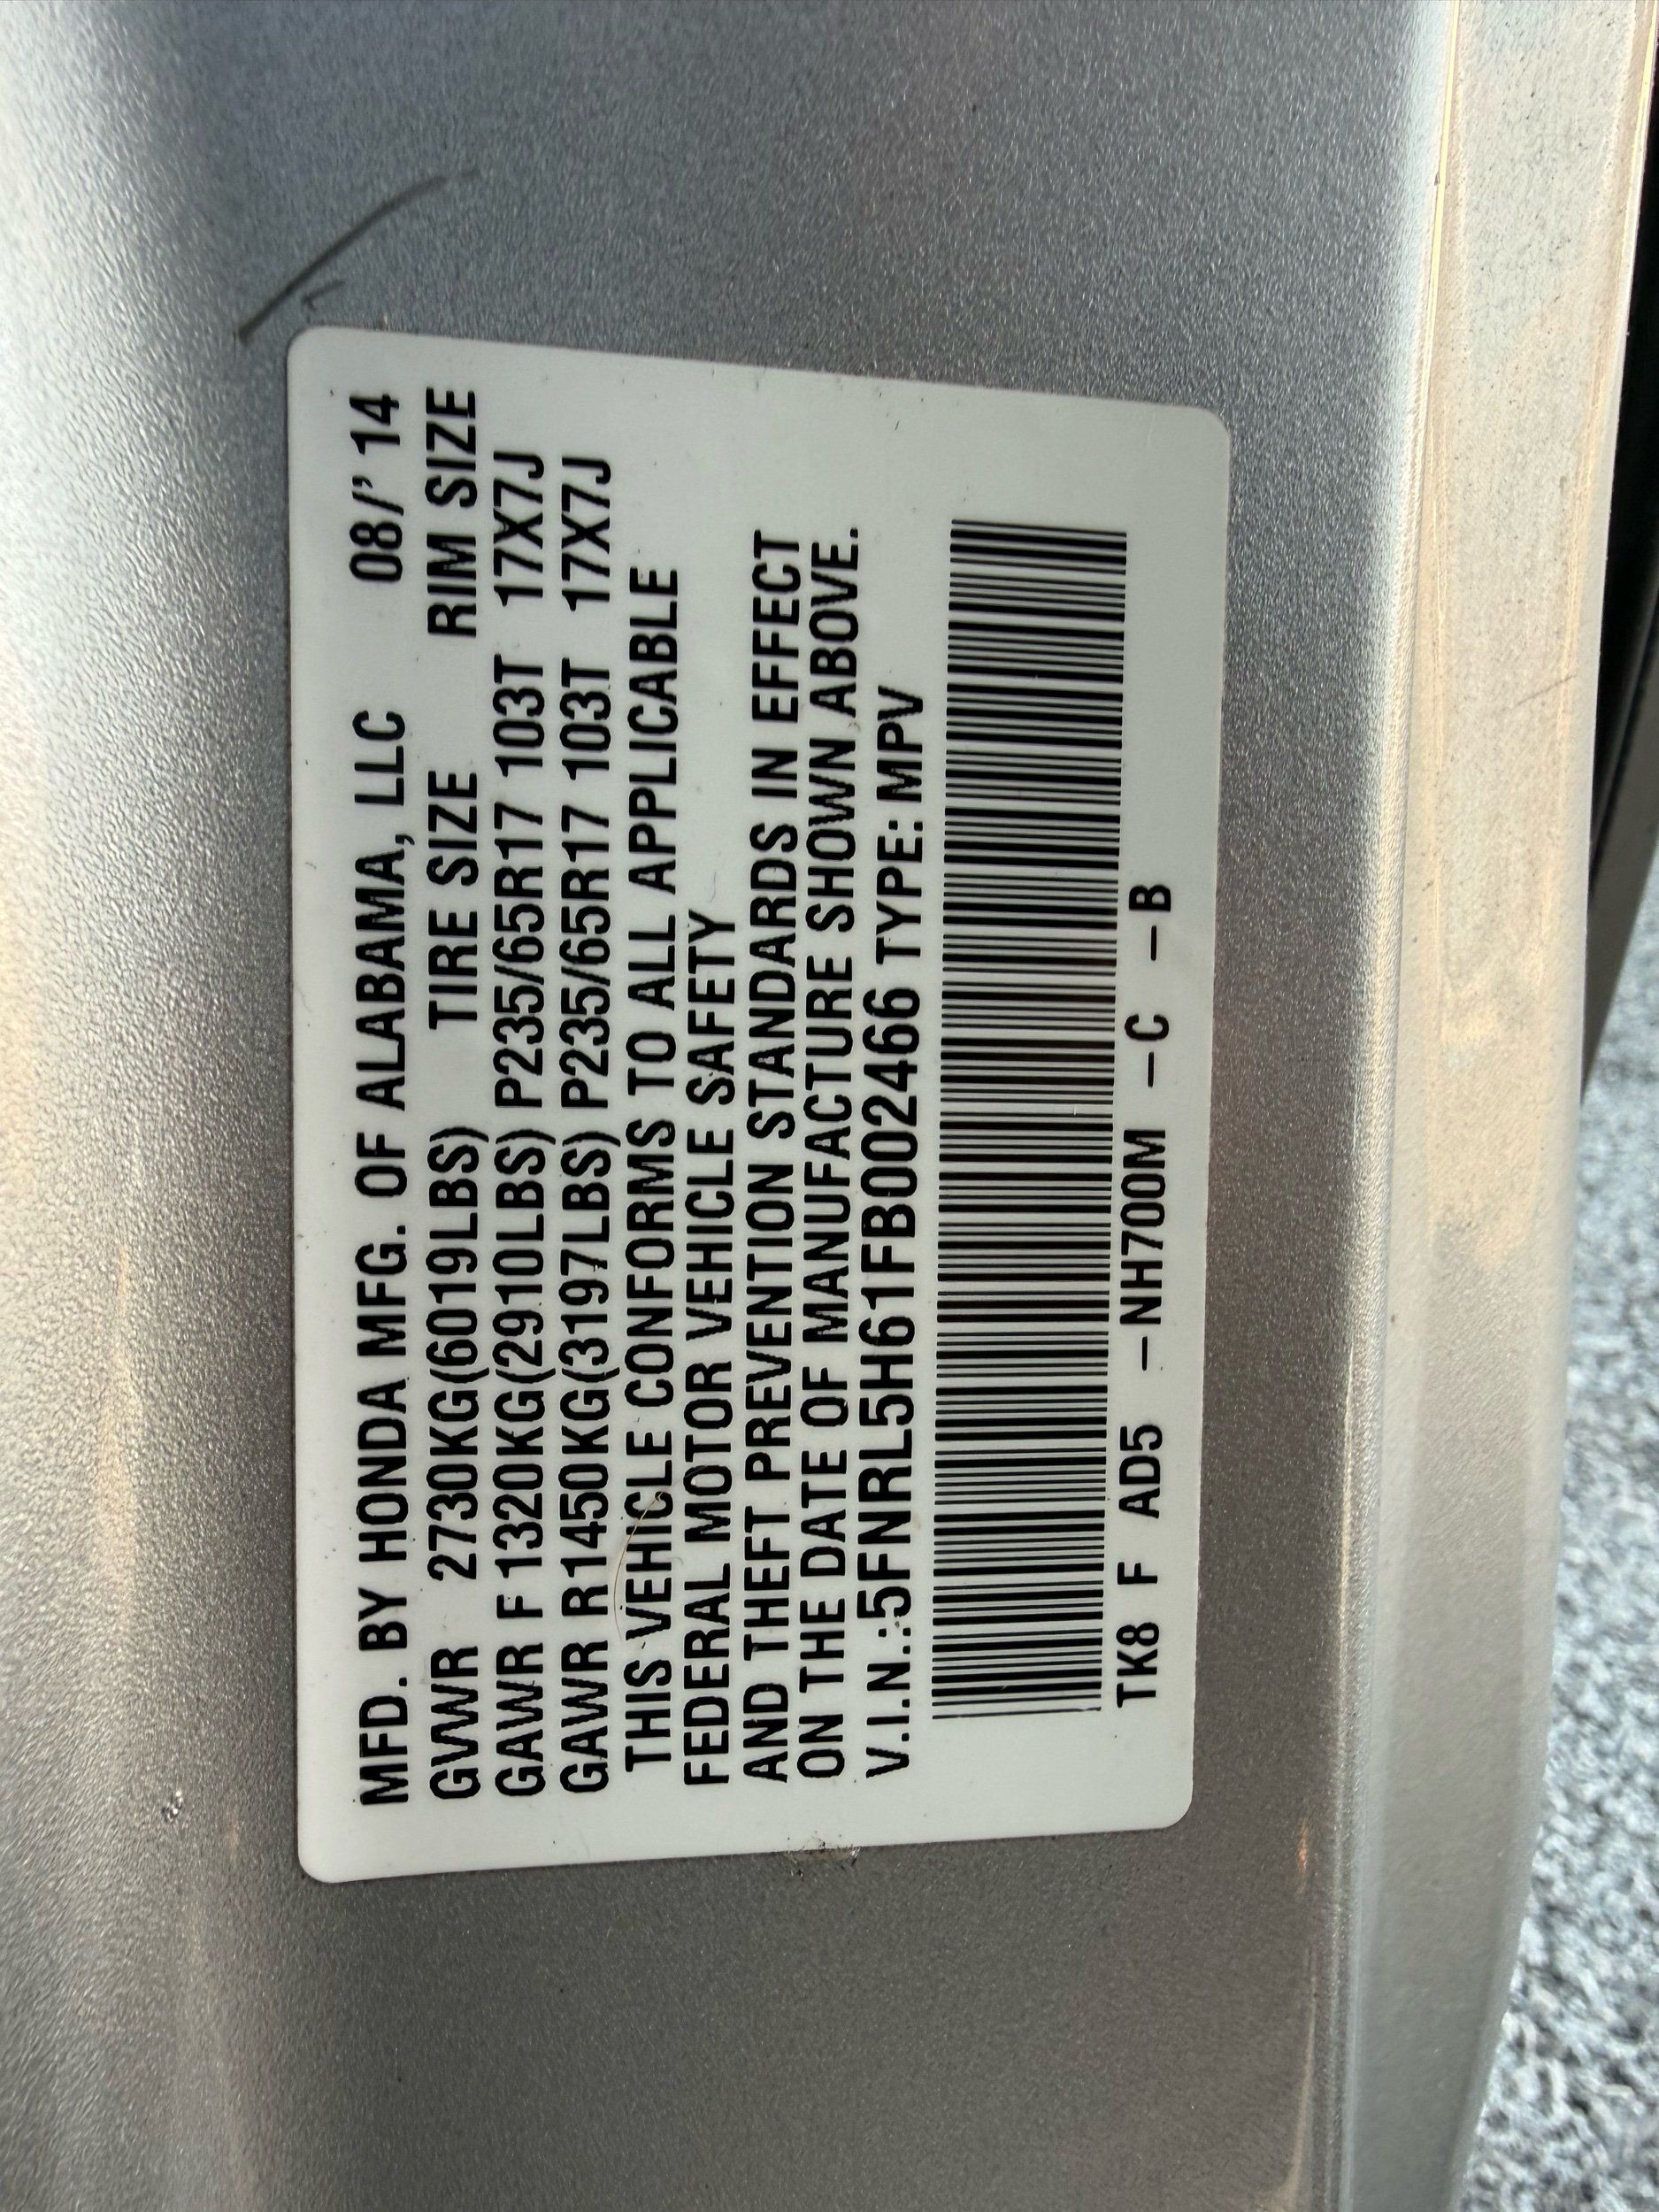 MFD. BY HONDA MFG. OF ALABAMA, LLC 08/'14
GVWR 2730KG(6019LBS) TIRE SIZE RIM SIZE
GAWR F 1320KG(2910LBS) P235/65R17 103T 17X7J
GAWR R1450KG(3197LBS) P235/65R17 103T 17X7J
THIS VEHICLE CONFORMS TO ALL APPLICABLE
FEDERAL MOTOR VEHICLE SAFETY
AND THEFT PREVENTION STANDARDS IN EFFECT
ON THE DATE OF MANUFACTURE SHOWN ABOVE.
V.I.N.:5FNRL5H61FB002466 TYPE: MPV
TK8 F AD5 –NH700M –C –B